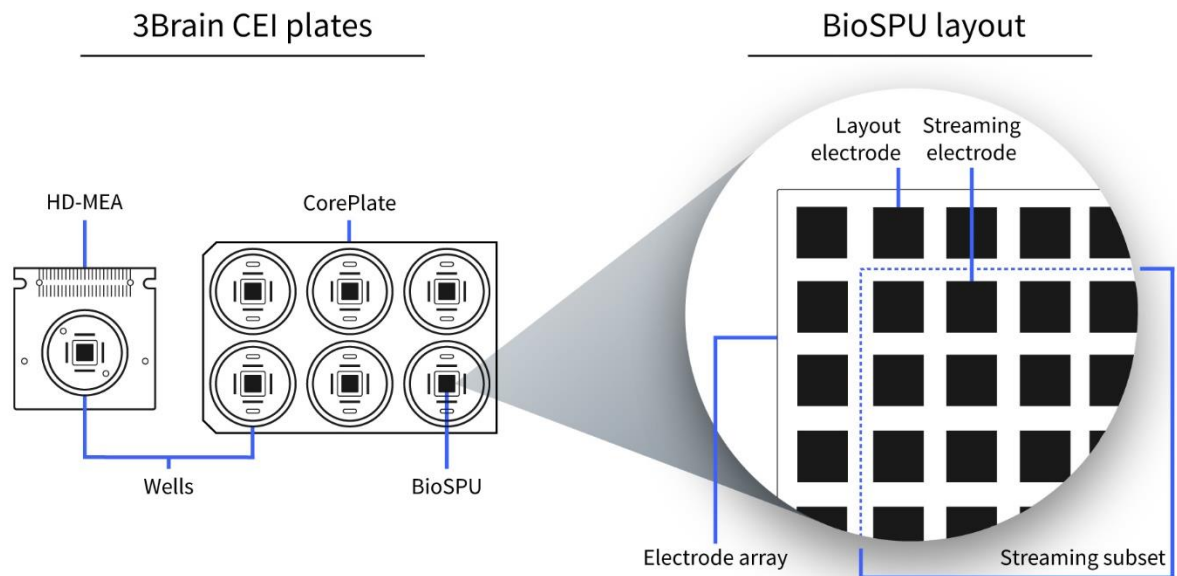 3Brain CEI plates
BioSPU layout
Layout
electrode
Streaming
electrode
HD-MEA
CorePlate
Wells
BioSPU
Electrode array
Streaming subset